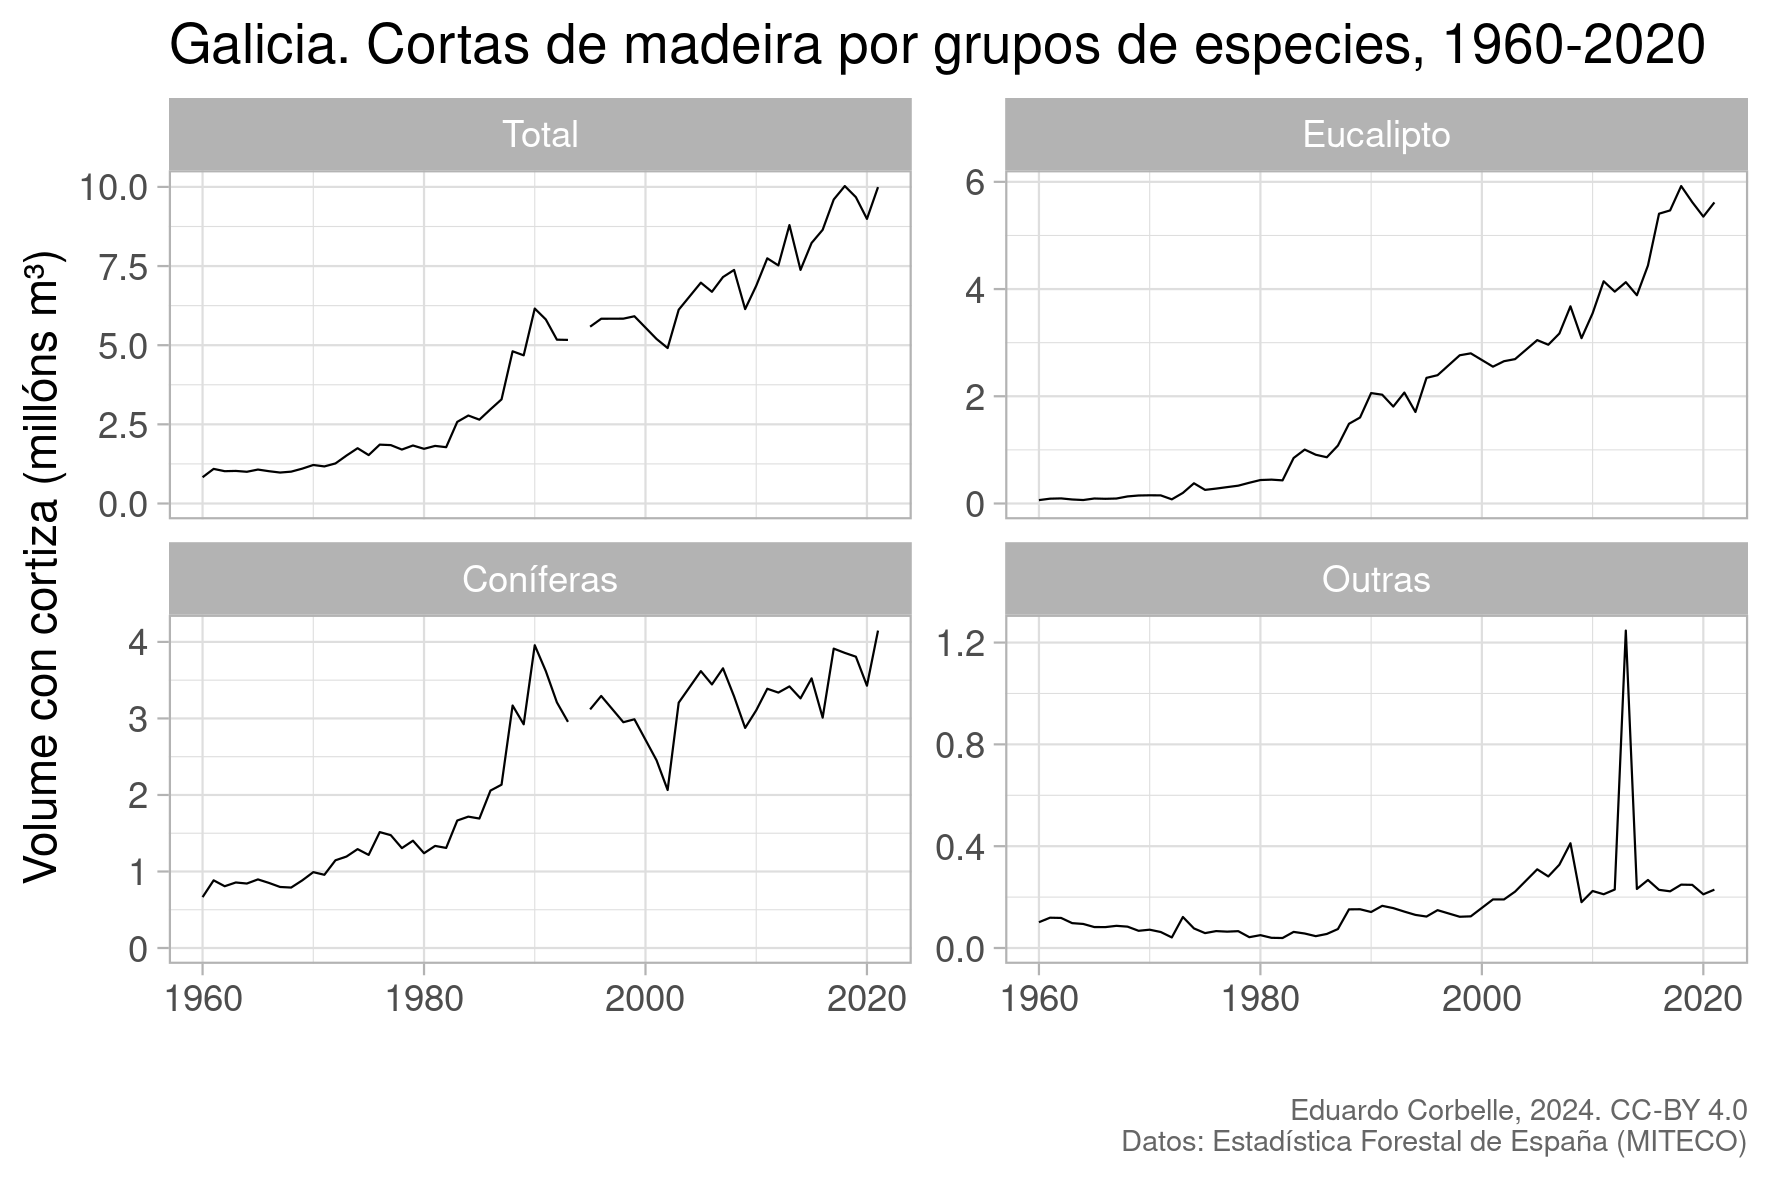 Galicia. Cortas de madeira por grupos de especies, 1960-2020
Volume con cortiza (millóns m³)
Total
10.0
7.5
5.0
2.5
0.0
Eucalipto
6
4
2
0
Coníferas
4
3
2
1
0
1960 1980 2000 2020
Outras
1.2
0.8
0.4
0.0
1960 1980 2000 2020
Eduardo Corbelle, 2024. CC-BY 4.0
Datos: Estadística Forestal de España (MITECO)